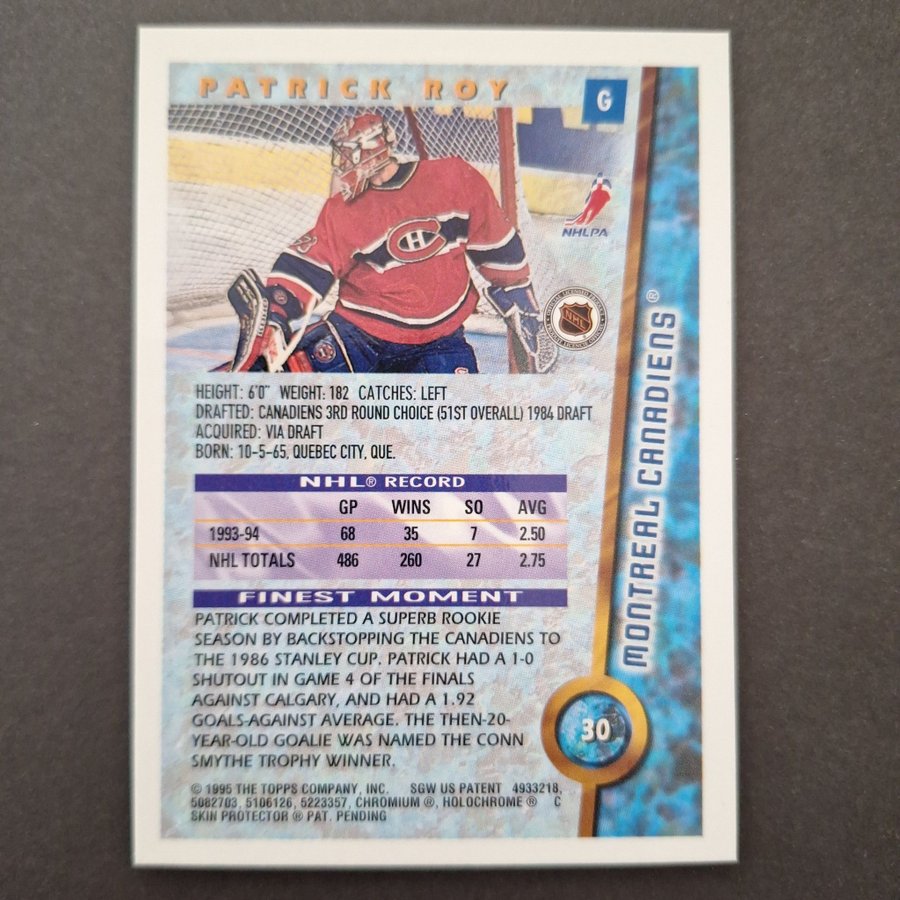 PATRICK ROY
G
NHLPA
NHL
MONTREAL CANADIENS ®
HEIGHT: 6'0" WEIGHT: 182 CATCHES: LEFT
DRAFTED: CANADIENS 3RD ROUND CHOICE (51ST OVERALL) 1984 DRAFT
ACQUIRED: VIA DRAFT
BORN: 10-5-65, QUEBEC CITY, QUE.
NHL® RECORD
GP WINS SO AVG
1993-94 68 35 7 2.50
NHL TOTALS 486 260 27 2.75
FINEST MOMENT
PATRICK COMPLETED A SUPERB ROOKIE
SEASON BY BACKSTOPPING THE CANADIENS TO
THE 1986 STANLEY CUP. PATRICK HAD A 1-0
SHUTOUT IN GAME 4 OF THE FINALS
AGAINST CALGARY, AND HAD A 1.92
GOALS-AGAINST AVERAGE. THE THEN-20-
YEAR-OLD GOALIE WAS NAMED THE CONN
SMYTHE TROPHY WINNER.
30
© 1995 THE TOPPS COMPANY, INC. SGW US PATENT 4933218,
5082703, 5106126, 5223357, CHROMIUM ®, HOLOCHROME ® C
SKIN PROTECTOR ® PAT. PENDING